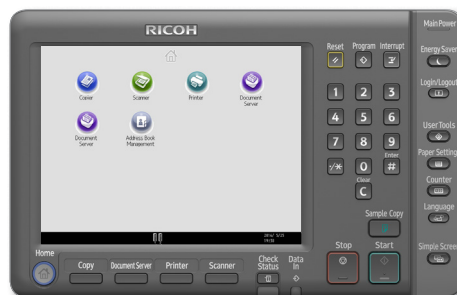 RICOH
Copier
Scanner
Printer
Document
Server
Document
Server
Address Book
Management
Home
Copy
Document Server
Printer
Scanner
Check
Status
Data
In
Reset
Program
Interrupt
1
2
3
4
5
6
7
8
9
Enter
·/✱
0
#
Clear
C
Sample Copy
Stop
Start
Main Power
Energy Saver
Login/Logout
User Tools
Paper Setting
Counter
Language
Simple Screen